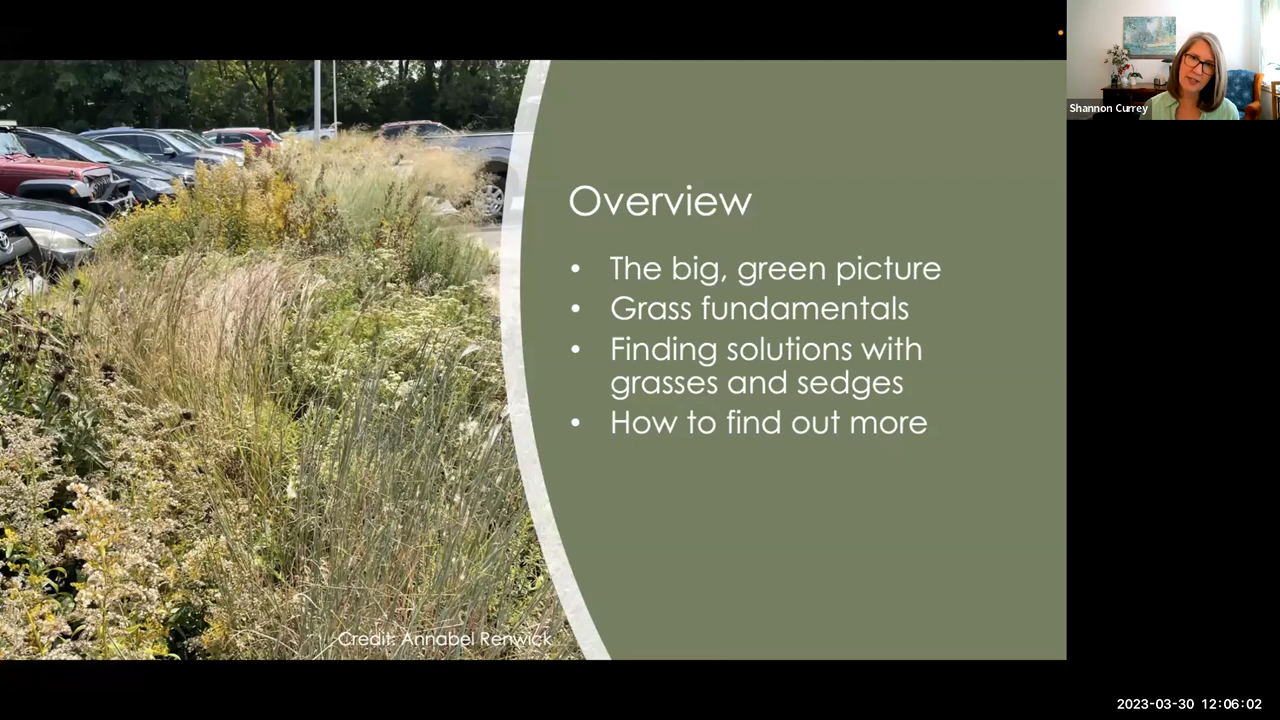 Shannon Currey
Overview
• The big, green picture
• Grass fundamentals
• Finding solutions with
grasses and sedges
• How to find out more
Credit: Annabel Renwick
2023-03-30 12:06:02